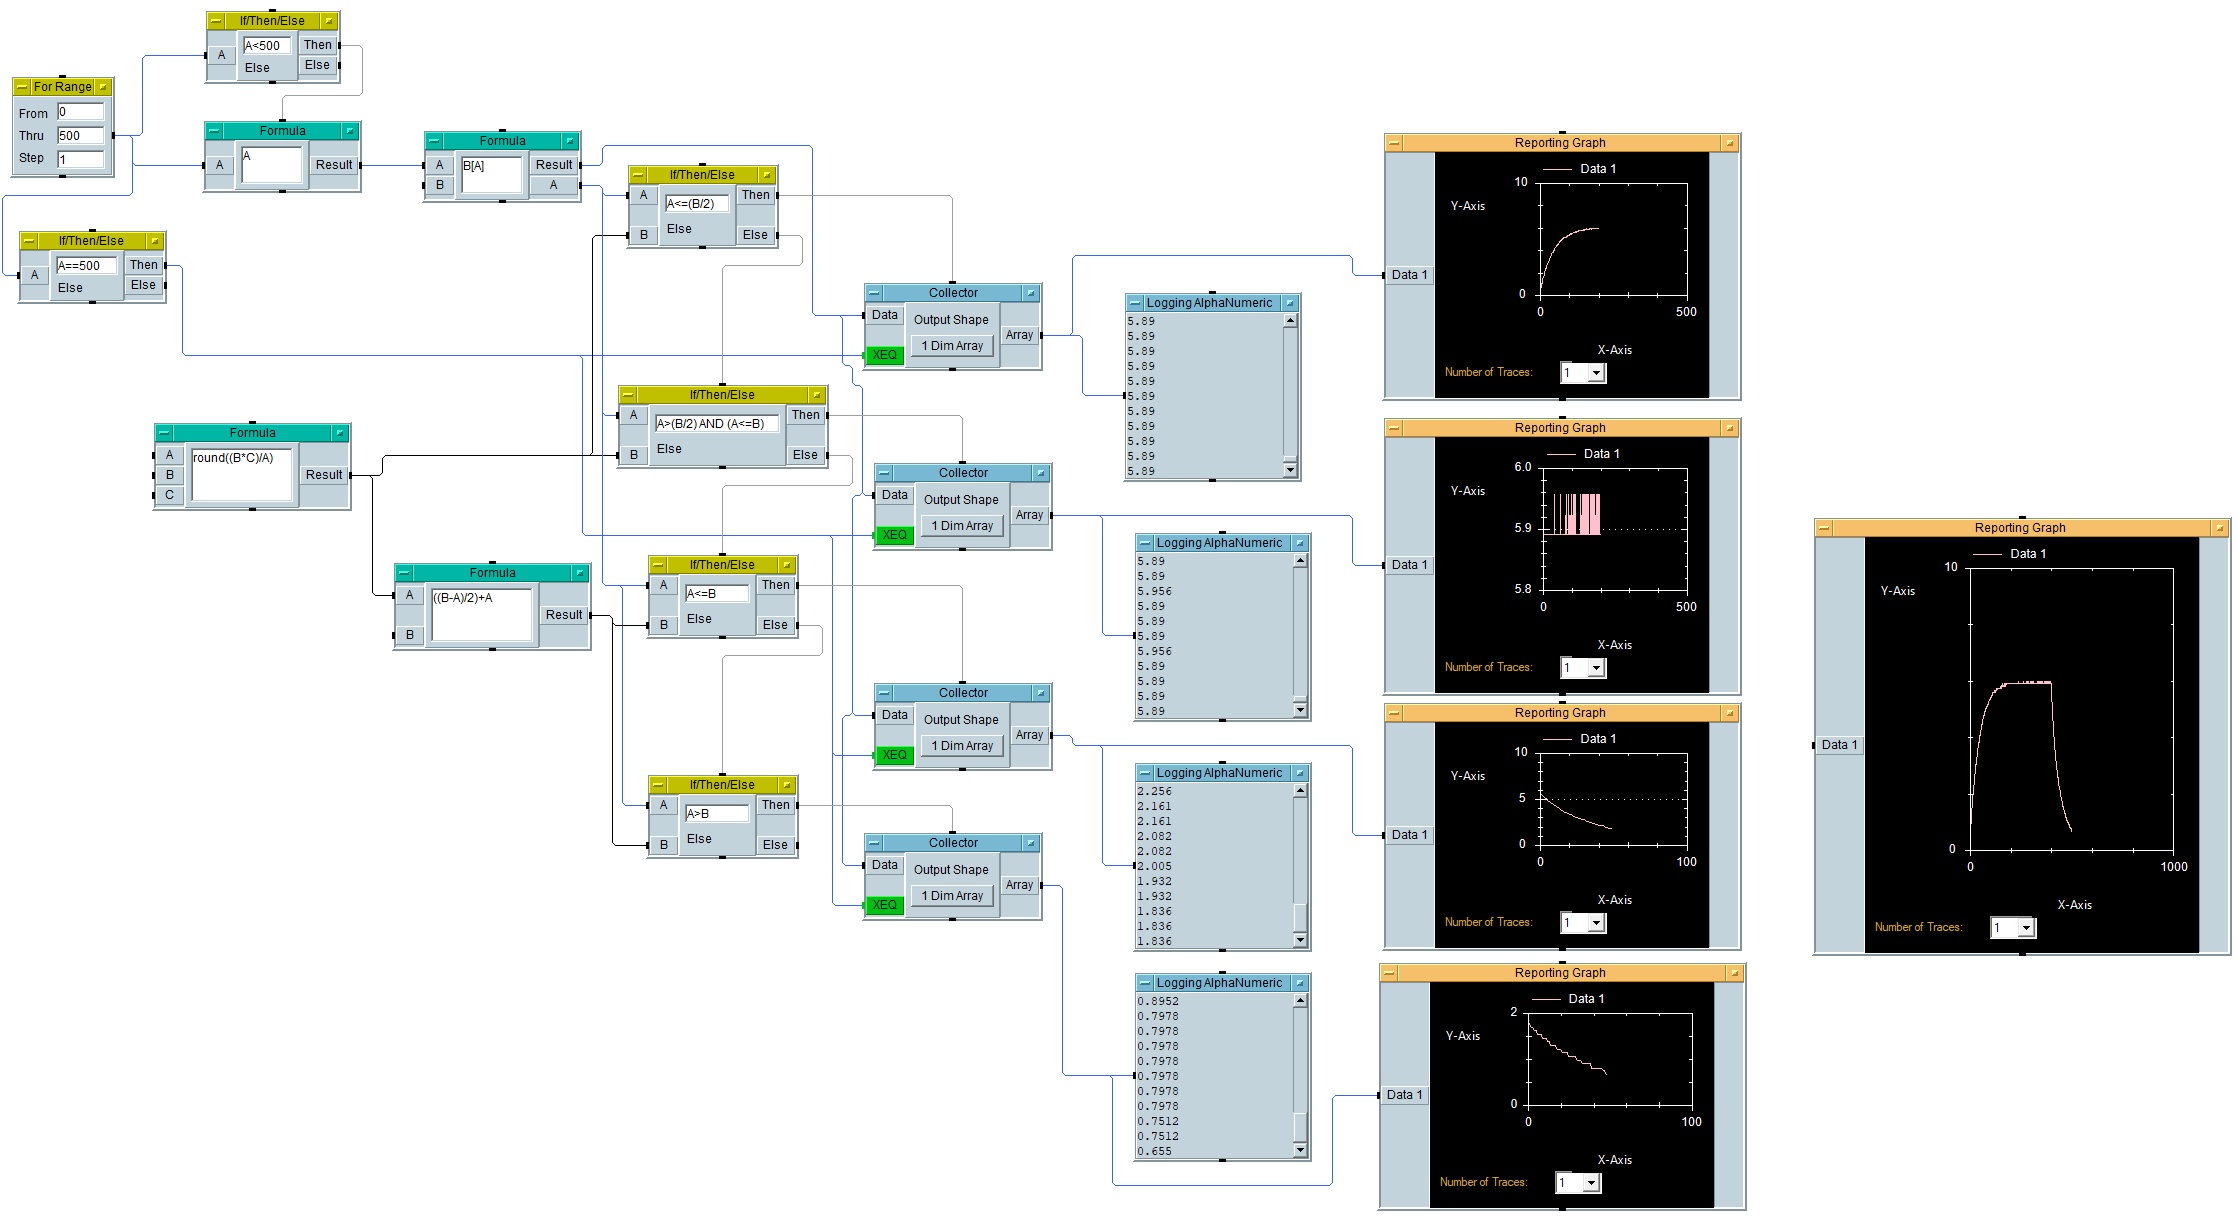 If/Then/Else
A<500
Then
A
Else
Else
For Range
From 0
Thru 500
Step 1
Formula
A
A
Result
Formula
A
B[A]
Result
B
A
If/Then/Else
A
A<=(B/2)
Then
Else
B
Else
If/Then/Else
A==500
Then
A
Else
Else
Collector
Data
Output Shape
Array
1 Dim Array
XEQ
Logging AlphaNumeric
5.89
5.89
5.89
5.89
5.89
5.89
5.89
5.89
5.89
5.89
5.89
Reporting Graph
Data 1
10
Y-Axis
Data 1
0
0
500
X-Axis
Number of Traces: 1
If/Then/Else
A
A>(B/2) AND (A<=B)
Then
Else
B
Else
Formula
A
round((B*C)/A)
B
Result
C
Collector
Data
Output Shape
Array
1 Dim Array
XEQ
Logging AlphaNumeric
5.89
5.89
5.956
5.89
5.89
5.89
5.956
5.89
5.89
5.89
5.89
Reporting Graph
Data 1
6.0
Y-Axis
5.9
Data 1
5.8
0
500
X-Axis
Number of Traces: 1
Formula
A
((B-A)/2)+A
Result
B
If/Then/Else
A
A<=B
Then
Else
B
Else
Collector
Data
Output Shape
Array
1 Dim Array
XEQ
Logging AlphaNumeric
2.256
2.161
2.161
2.082
2.082
2.005
1.932
1.932
1.836
1.836
1.836
Reporting Graph
Data 1
10
Y-Axis
5
Data 1
0
0
100
X-Axis
Number of Traces: 1
If/Then/Else
A
A>B
Then
Else
B
Else
Collector
Data
Output Shape
Array
1 Dim Array
XEQ
Logging AlphaNumeric
0.8952
0.7978
0.7978
0.7978
0.7978
0.7978
0.7978
0.7978
0.7512
0.7512
0.655
Reporting Graph
Data 1
2
Y-Axis
Data 1
0
0
100
X-Axis
Number of Traces: 1
Reporting Graph
Data 1
10
Y-Axis
Data 1
0
0
1000
X-Axis
Number of Traces: 1